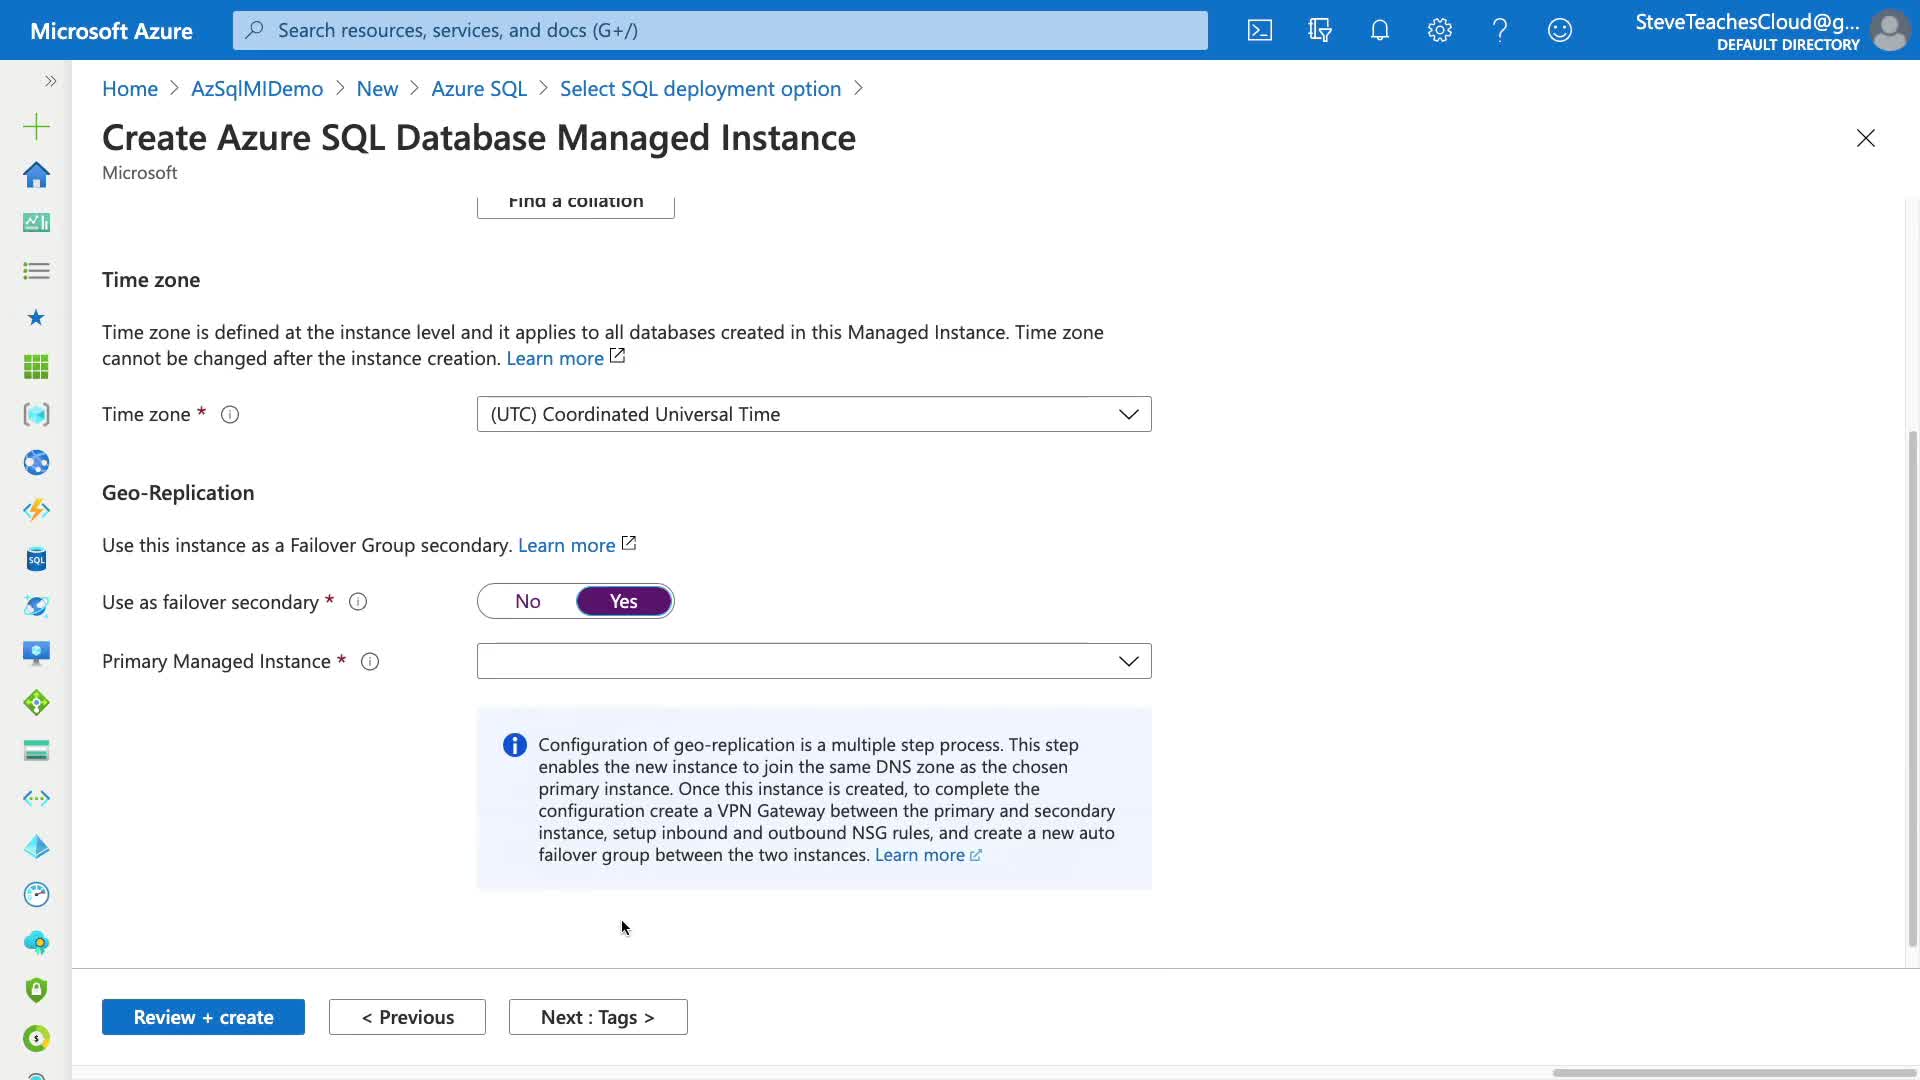 Microsoft Azure
Search resources, services, and docs (G+/)
SteveTeachesCloud@g...
DEFAULT DIRECTORY
Home > AzSqlMIDemo > New > Azure SQL > Select SQL deployment option >
Create Azure SQL Database Managed Instance
Microsoft
Find a collation
Time zone
Time zone is defined at the instance level and it applies to all databases created in this Managed Instance. Time zone
cannot be changed after the instance creation. Learn more
Time zone *
(UTC) Coordinated Universal Time
Geo-Replication
Use this instance as a Failover Group secondary. Learn more
Use as failover secondary *
No Yes
Primary Managed Instance *
Configuration of geo-replication is a multiple step process. This step
enables the new instance to join the same DNS zone as the chosen
primary instance. Once this instance is created, to complete the
configuration create a VPN Gateway between the primary and secondary
instance, setup inbound and outbound NSG rules, and create a new auto
failover group between the two instances. Learn more
Review + create
< Previous
Next : Tags >
SQL